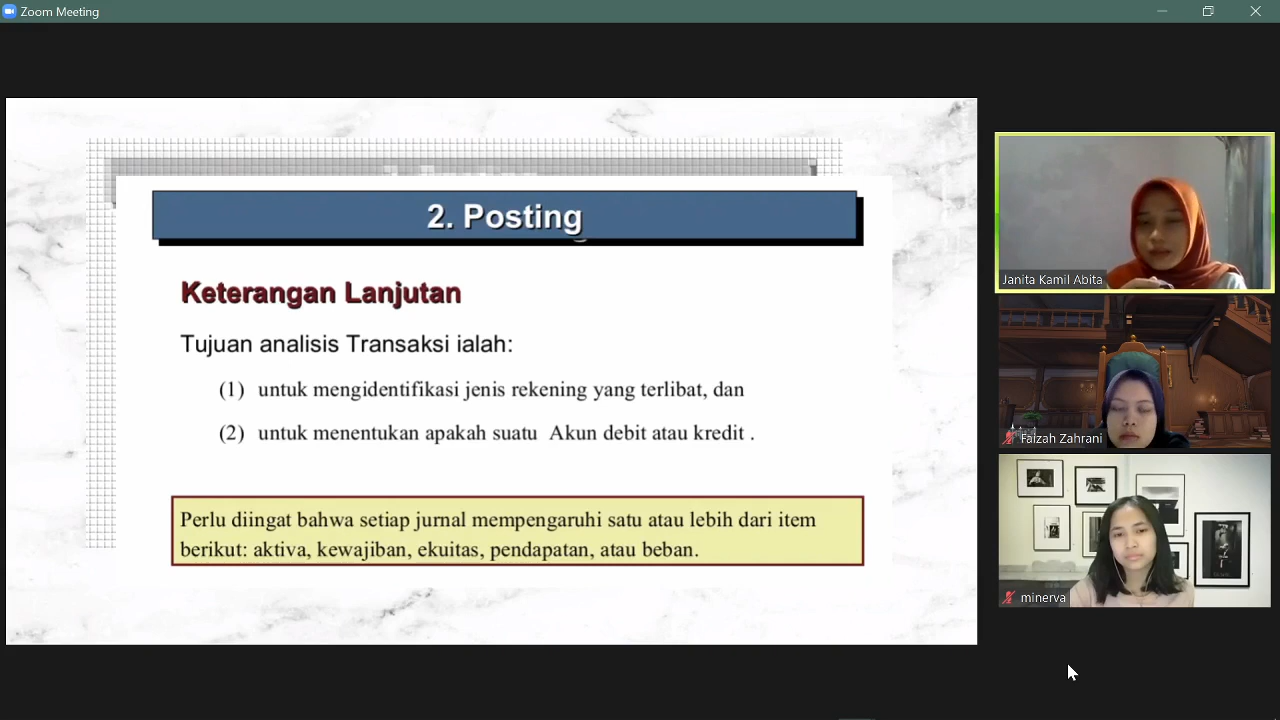 Zoom Meeting
2. Posting
Keterangan Lanjutan
Tujuan analisis Transaksi ialah:
(1) untuk mengidentifikasi jenis rekening yang terlibat, dan
(2) untuk menentukan apakah suatu Akun debit atau kredit .
Perlu diingat bahwa setiap jurnal mempengaruhi satu atau lebih dari item
berikut: aktiva, kewajiban, ekuitas, pendapatan, atau beban.
Janita Kamil Abita
Faizah Zahrani
minerva